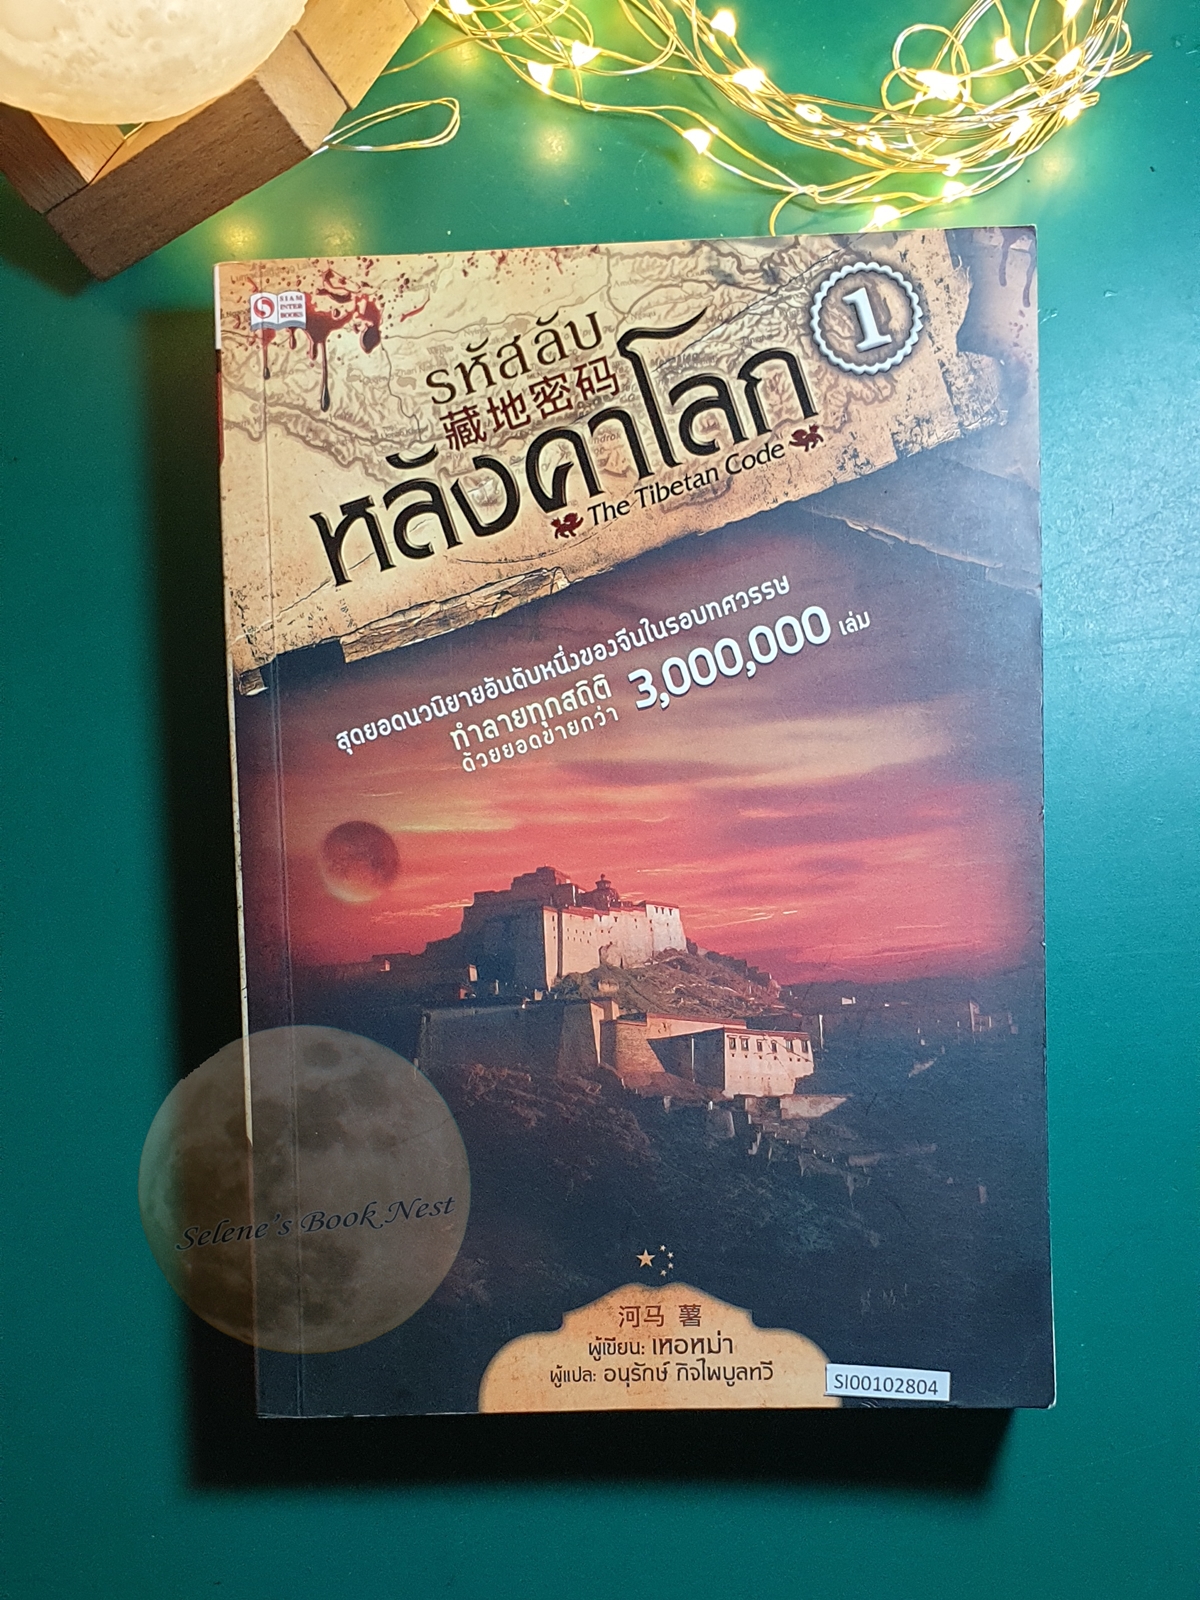 SIAM
INTER
BOOKS
1
รหัสลับ
藏地密码
หลังคาโลก
The Tibetan Code
สุดยอดนวนิยายอันดับหนึ่งของจีนในรอบทศวรรษ
ทำลายทุกสถิติ
ด้วยยอดขายกว่า 3,000,000 เล่ม
Selene's Book Nest
河马 薯
ผู้เขียน: เหอหม่า
ผู้แปล: อนุรักษ์ กิจไพบูลทวี
SI00102804